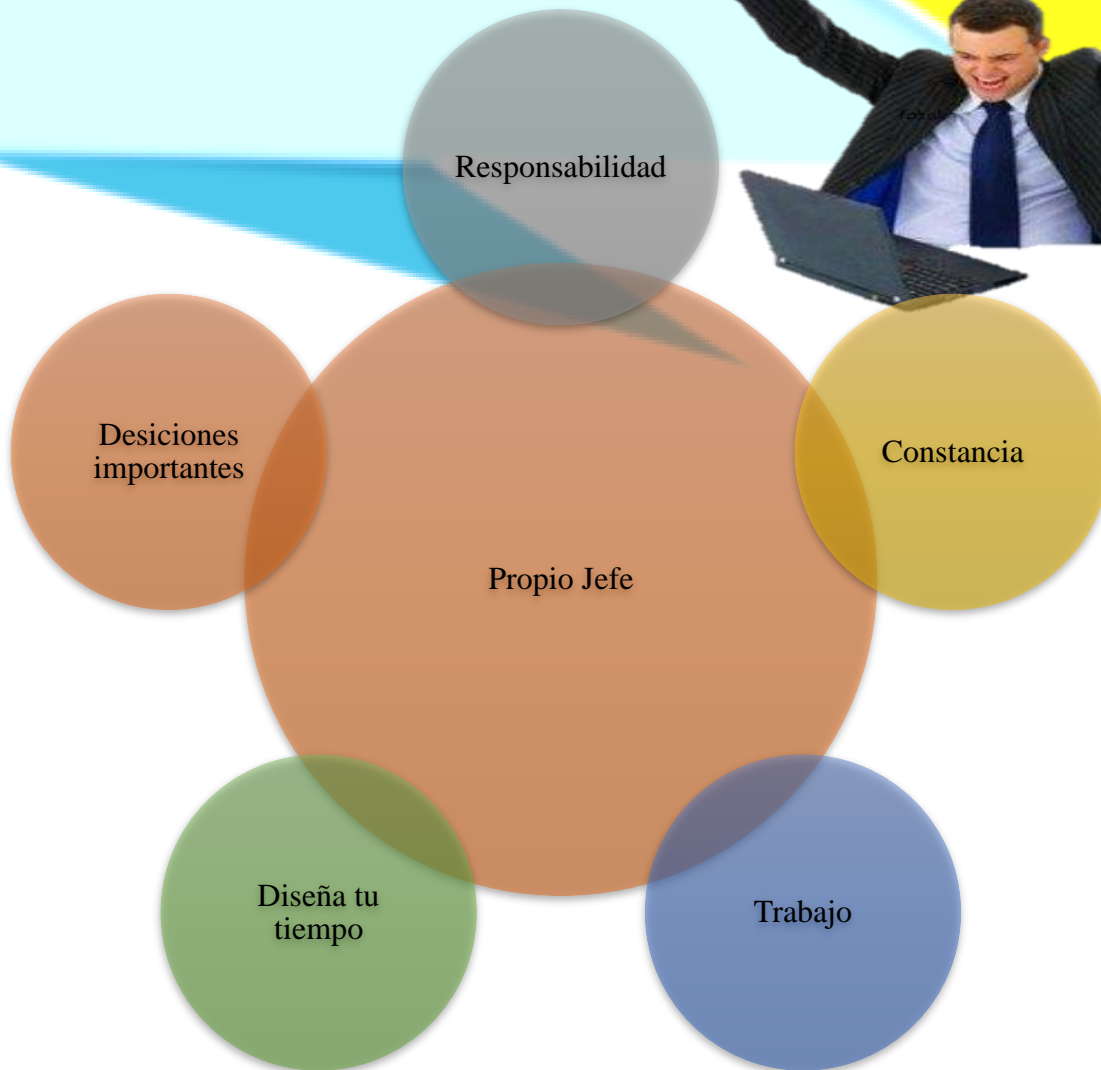 Responsabilidad
Desiciones
importantes
Constancia
Propio Jefe
Diseña tu
tiempo
Trabajo